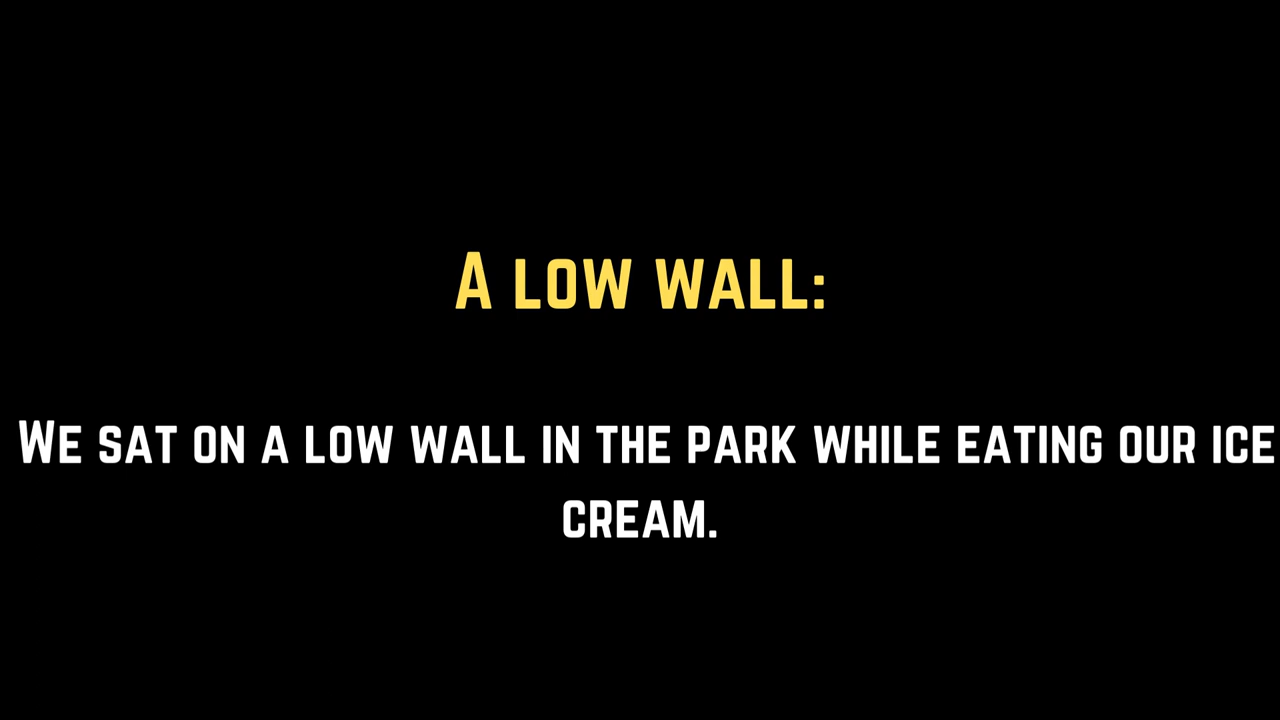 A low wall:
We sat on a low wall in the park while eating our ice
cream.